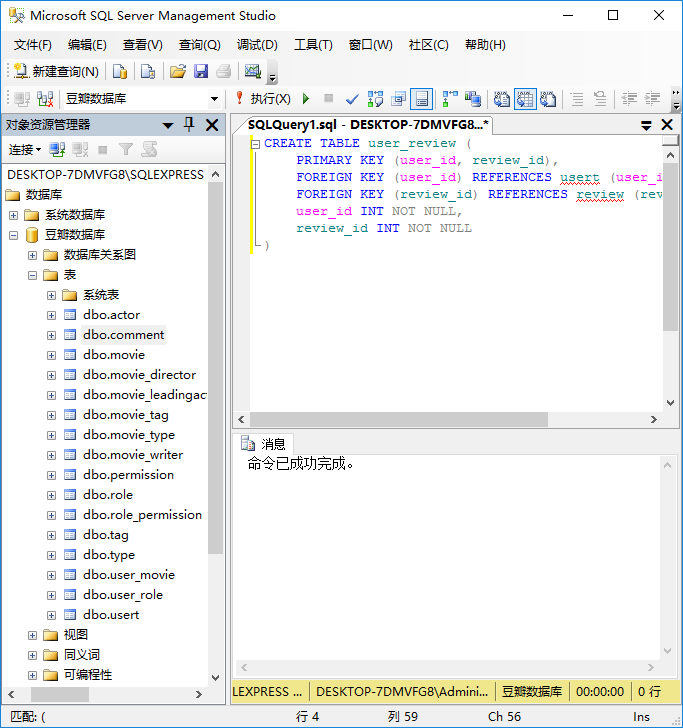 Microsoft SQL Server Management Studio
文件(F) 编辑(E) 查看(V) 查询(Q) 调试(D) 工具(T) 窗口(W) 社区(C) 帮助(H)
新建查询(N)
豆瓣数据库 执行(X)
对象资源管理器
连接
DESKTOP-7DMVFG8\SQLEXPRESS
数据库
系统数据库
豆瓣数据库
数据库关系图
表
系统表
dbo.actor
dbo.comment
dbo.movie
dbo.movie_director
dbo.movie_leadingac
dbo.movie_tag
dbo.movie_type
dbo.movie_writer
dbo.permission
dbo.role
dbo.role_permission
dbo.tag
dbo.type
dbo.user_movie
dbo.user_role
dbo.usert
视图
同义词
可编程性
SQLQuery1.sql - DESKTOP-7DMVFG8...*
CREATE TABLE user_review (
PRIMARY KEY (user_id, review_id),
FOREIGN KEY (user_id) REFERENCES usert (user_i
FOREIGN KEY (review_id) REFERENCES review (rev
user_id INT NOT NULL,
review_id INT NOT NULL
)
消息
命令已成功完成。
LEXPRESS ... DESKTOP-7DMVFG8\Admini... 豆瓣数据库 00:00:00 0 行
匹配: ( 行 4 列 59 Ch 56 Ins